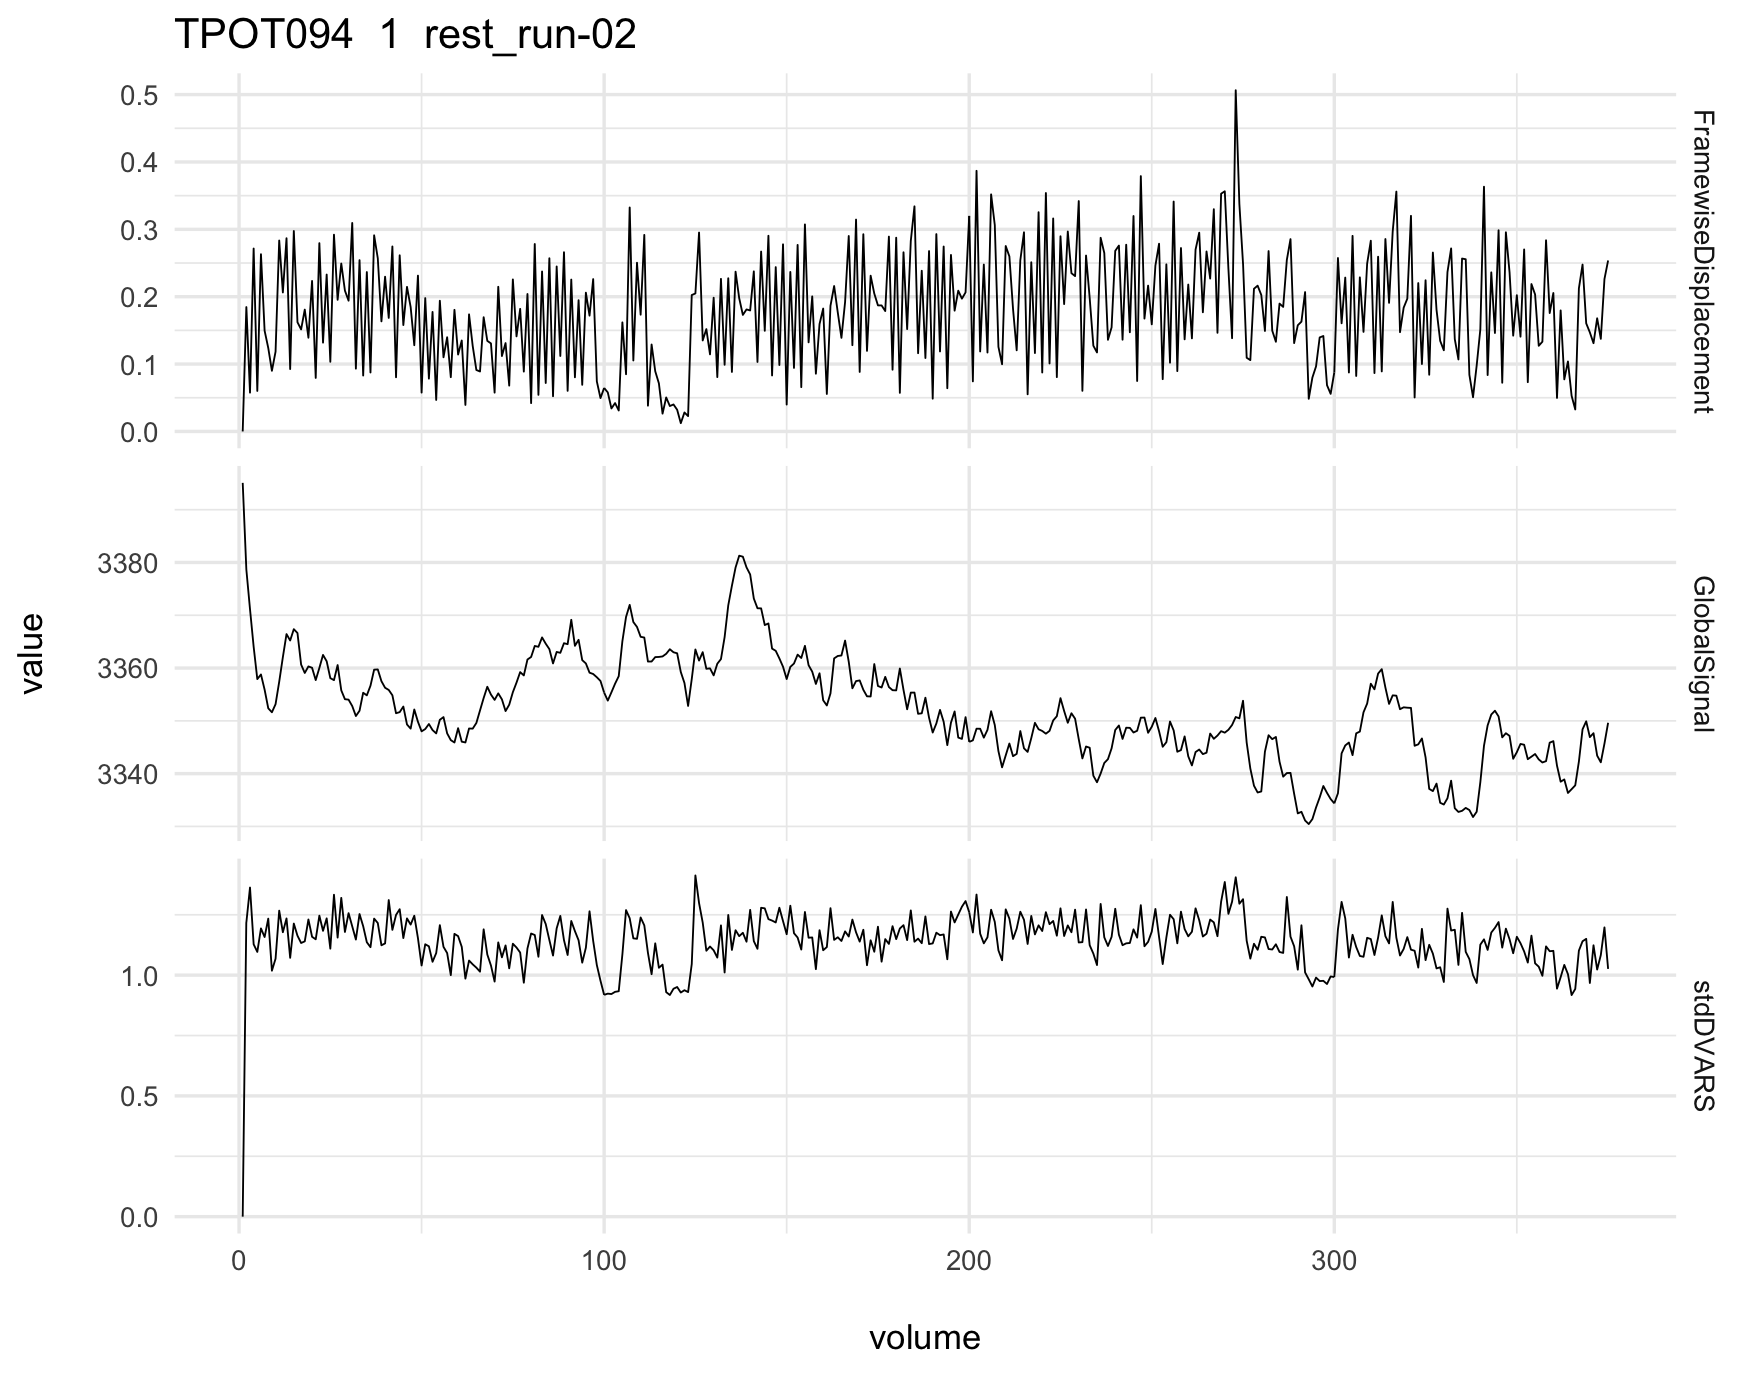 TPOT094 1 rest_run-02
0.5
0.4
0.3
0.2
0.1
0.0
FramewiseDisplacement
3380
3360
3340
GlobalSignal
value
1.0
0.5
0.0
stdDVARS
0 100 200 300
volume